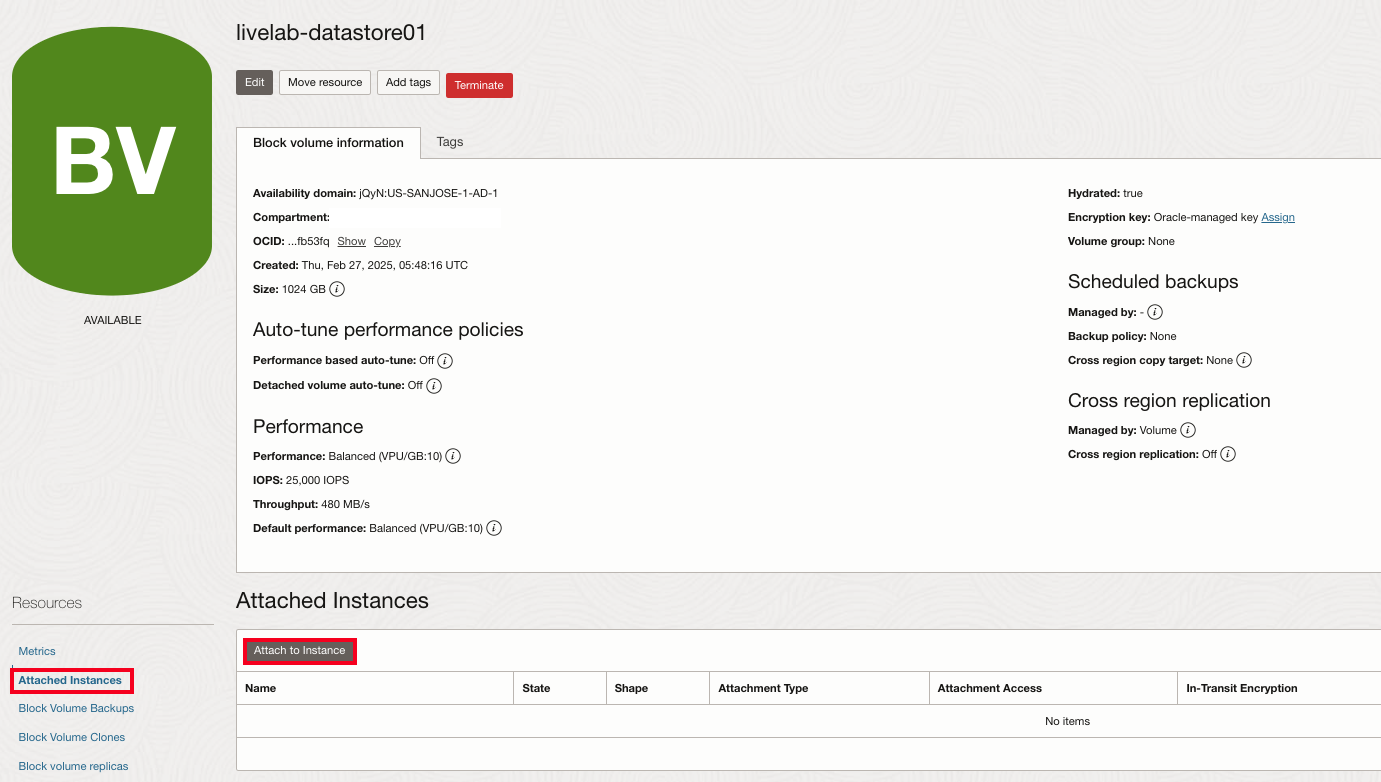 BV
AVAILABLE
livelab-datastore01
Edit Move resource Add tags Terminate
Block volume information Tags
Availability domain: jQyN:US-SANJOSE-1-AD-1
Compartment:
OCID: ...fb53fq Show Copy
Created: Thu, Feb 27, 2025, 05:48:16 UTC
Size: 1024 GB i
Auto-tune performance policies
Performance based auto-tune: Off i
Detached volume auto-tune: Off i
Performance
Performance: Balanced (VPU/GB:10) i
IOPS: 25,000 IOPS
Throughput: 480 MB/s
Default performance: Balanced (VPU/GB:10) i
Hydrated: true
Encryption key: Oracle-managed key Assign
Volume group: None
Scheduled backups
Managed by: - i
Backup policy: None
Cross region copy target: None i
Cross region replication
Managed by: Volume i
Cross region replication: Off i
Resources
Metrics
Attached Instances
Block Volume Backups
Block Volume Clones
Block volume replicas
Attached Instances
Attach to Instance
Name State Shape Attachment Type Attachment Access In-Transit Encryption
No items